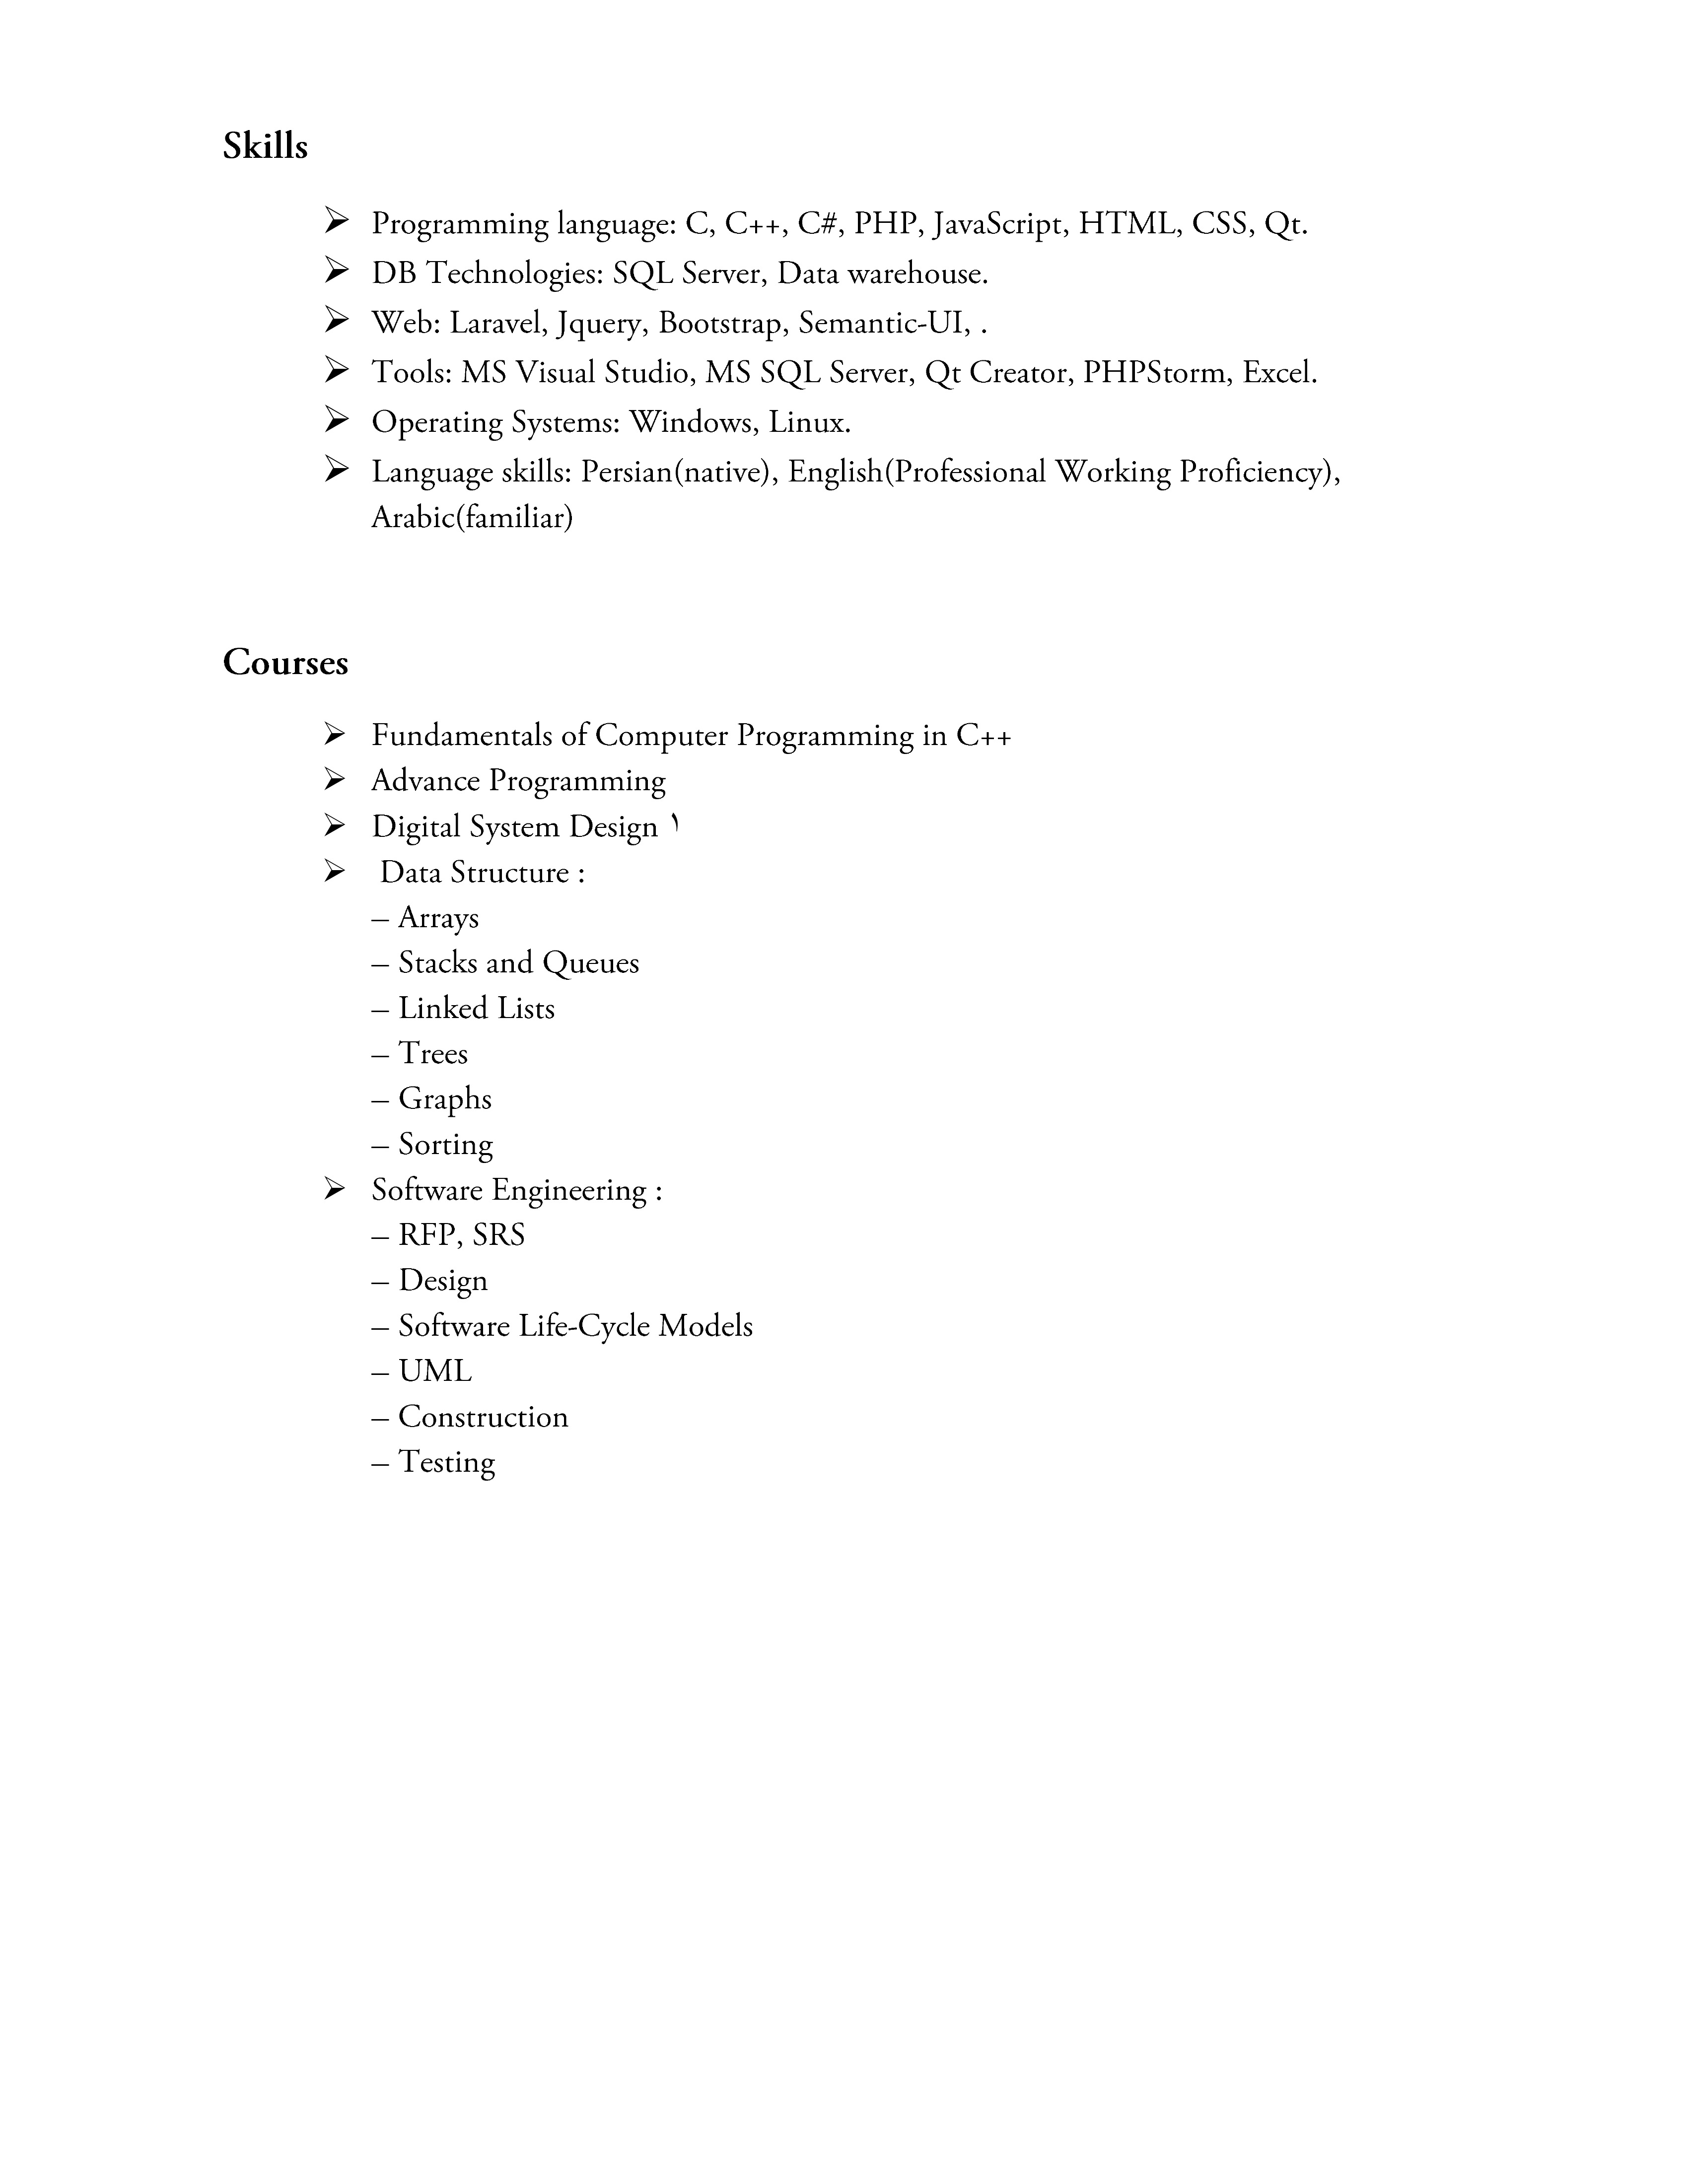 Skills
➢ Programming language: C, C++, C#, PHP, JavaScript, HTML, CSS, Qt.
➢ DB Technologies: SQL Server, Data warehouse.
➢ Web: Laravel, Jquery, Bootstrap, Semantic-UI, .
➢ Tools: MS Visual Studio, MS SQL Server, Qt Creator, PHPStorm, Excel.
➢ Operating Systems: Windows, Linux.
➢ Language skills: Persian(native), English(Professional Working Proficiency),
Arabic(familiar)
Courses
➢ Fundamentals of Computer Programming in C++
➢ Advance Programming
➢ Digital System Design ۱
➢ Data Structure :
– Arrays
– Stacks and Queues
– Linked Lists
– Trees
– Graphs
– Sorting
➢ Software Engineering :
– RFP, SRS
– Design
– Software Life-Cycle Models
– UML
– Construction
– Testing